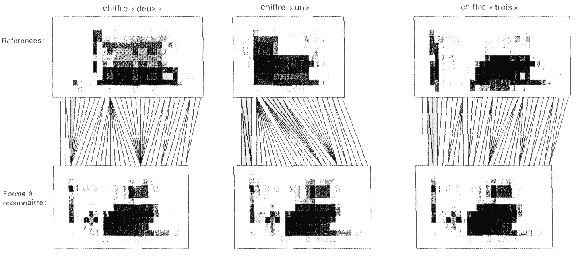 chiffre «deux»
chiffre «un»
chiffre «trois»
Références:
Forme à
reconnaître: